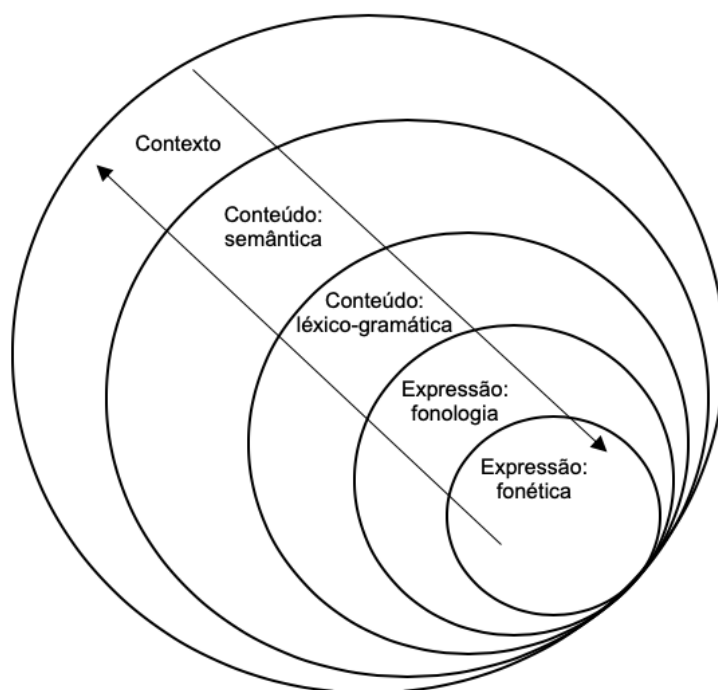 Contexto
Conteúdo:
semântica
Conteúdo:
léxico-gramática
Expressão:
fonologia
Expressão:
fonética